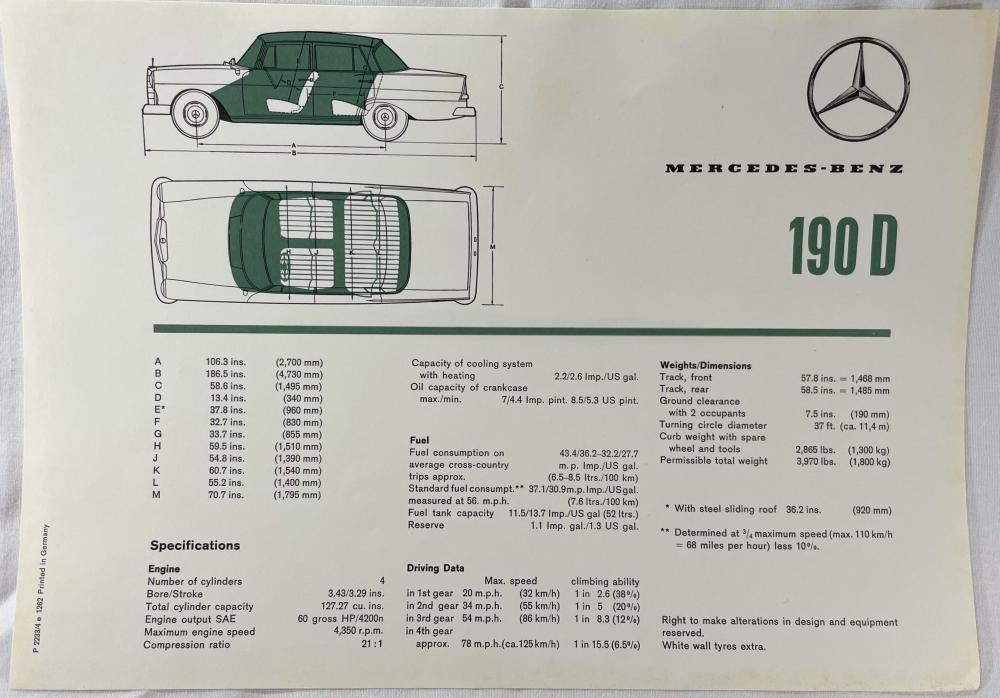 MERCEDES-BENZ
190 D
A
B
C
D
E
F
G
A
B
C
H
J
K
L
M
A 106.3 ins. (2,700 mm)
B 186.5 ins. (4,730 mm)
C 58.6 ins. (1,495 mm)
D 13.4 ins. (340 mm)
E* 37.8 ins. (960 mm)
F 32.7 ins. (830 mm)
G 33.7 ins. (855 mm)
H 59.5 ins. (1,510 mm)
J 54.8 ins. (1,390 mm)
K 60.7 ins. (1,540 mm)
L 55.2 ins. (1,400 mm)
M 70.7 ins. (1,795 mm)
Specifications
Engine
Number of cylinders 4
Bore/Stroke 3.43/3.29 ins.
Total cylinder capacity 127.27 cu. ins.
Engine output SAE 60 gross HP/4200n
Maximum engine speed 4,350 r.p.m.
Compression ratio 21:1
Capacity of cooling system
with heating 2.2/2.6 Imp./US gal.
Oil capacity of crankcase
max./min. 7/4.4 Imp. pint. 8.5/5.3 US pint.
Fuel
Fuel consumption on 43.4/36.2–32.2/27.7
average cross-country m. p. Imp./US gal.
trips approx. (6.5–8.5 ltrs./100 km)
Standard fuel consumpt.** 37.1/30.9 m.p. Imp./US gal.
measured at 56. m.p.h. (7.6 ltrs./100 km)
Fuel tank capacity 11.5/13.7 Imp./US gal (52 ltrs.)
Reserve 1.1 Imp. gal./1.3 US gal.
Driving Data
Max. speed climbing ability
in 1st gear 20 m.p.h. (32 km/h) 1 in 2.6 (38%)
in 2nd gear 34 m.p.h. (55 km/h) 1 in 5 (20%)
in 3rd gear 54 m.p.h. (86 km/h) 1 in 8.3 (12%)
in 4th gear
approx. 78 m.p.h. (ca. 125 km/h) 1 in 15.5 (6.5%)
Weights/Dimensions
Track, front 57.8 ins. = 1,468 mm
Track, rear 58.5 ins. = 1,485 mm
Ground clearance
with 2 occupants 7.5 ins. (190 mm)
Turning circle diameter 37 ft. (ca. 11,4 m)
Curb weight with spare
wheel and tools 2,865 lbs. (1,300 kg)
Permissible total weight 3,970 lbs. (1,800 kg)
* With steel sliding roof 36.2 ins. (920 mm)
** Determined at 3/4 maximum speed (max. 110 km/h
= 68 miles per hour) less 10%.
Right to make alterations in design and equipment
reserved.
White wall tyres extra.
P 2233/4 e 1262 Printed in Germany